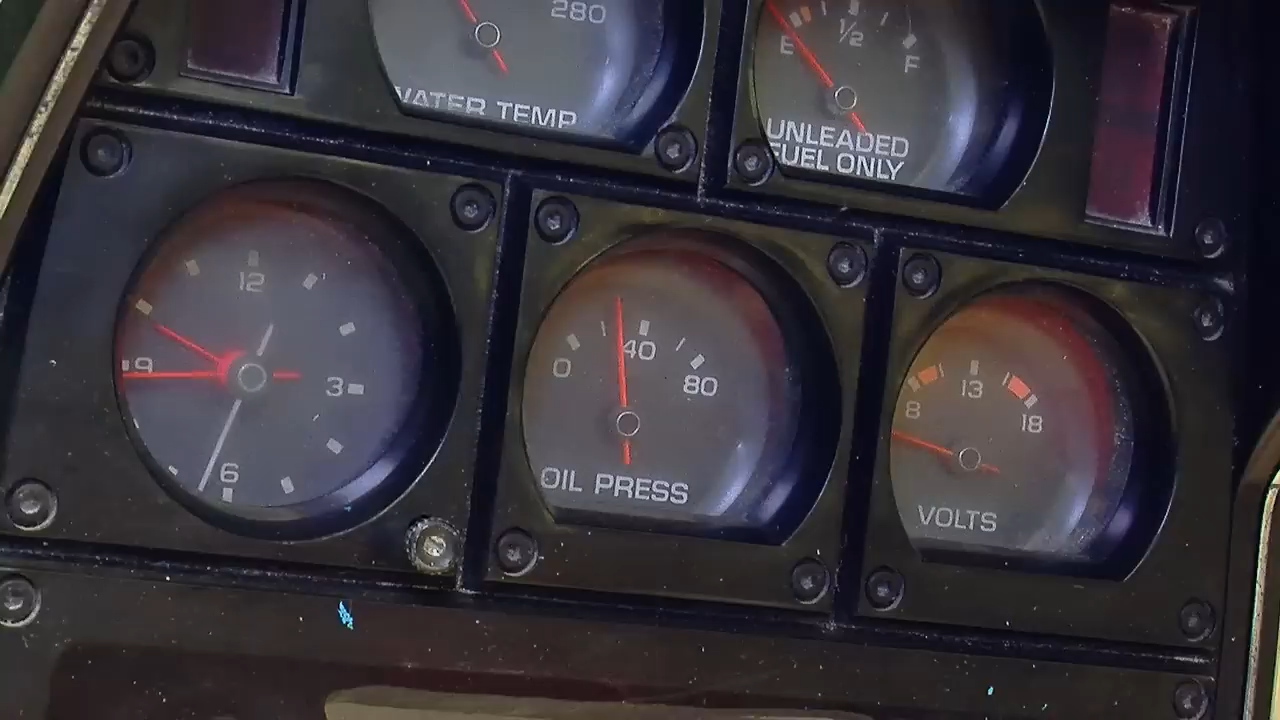 280
WATER TEMP
E
1/2
F
UNLEADED
FUEL ONLY
12
9
3
6
0
40
80
OIL PRESS
8
13
18
VOLTS